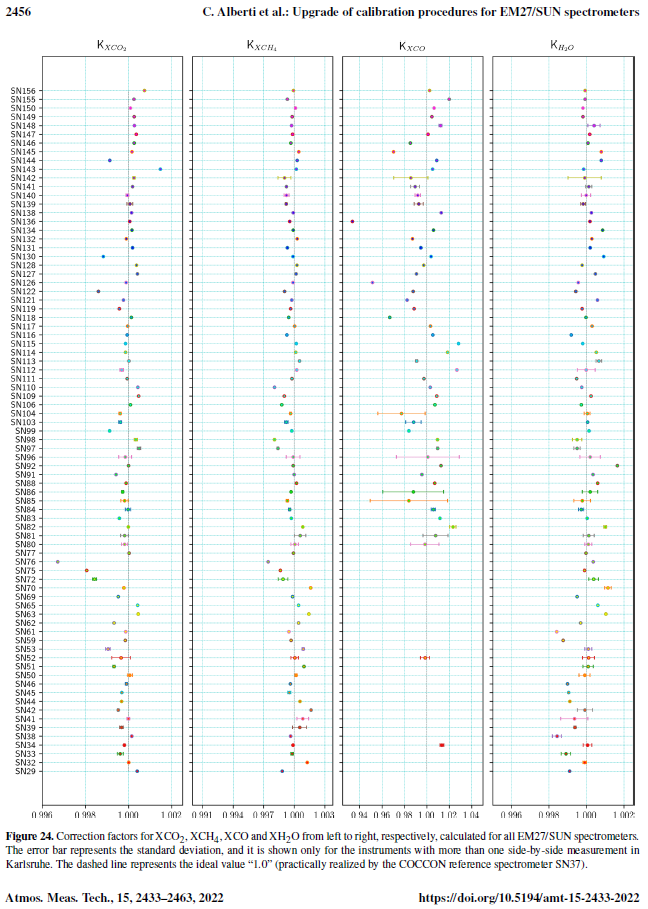 2456
C. Alberti et al.: Upgrade of calibration procedures for EM27/SUN spectrometers
K_XCO₂
K_XCH₄
K_XCO
K_H₂O
SN156
SN155
SN150
SN149
SN148
SN147
SN146
SN145
SN144
SN143
SN142
SN141
SN140
SN139
SN138
SN136
SN134
SN132
SN131
SN130
SN128
SN127
SN126
SN122
SN121
SN119
SN118
SN117
SN116
SN115
SN114
SN113
SN112
SN111
SN110
SN109
SN106
SN104
SN103
SN99
SN98
SN97
SN96
SN92
SN91
SN88
SN86
SN85
SN84
SN83
SN82
SN81
SN80
SN77
SN76
SN75
SN72
SN70
SN69
SN65
SN63
SN62
SN61
SN59
SN53
SN52
SN51
SN50
SN46
SN45
SN44
SN42
SN41
SN39
SN38
SN34
SN33
SN32
SN29
0.996 0.998 1.000 1.002
0.991 0.994 0.997 1.000 1.003
0.94 0.96 0.98 1.00 1.02 1.04
0.996 0.998 1.000 1.002
Figure 24. Correction factors for XCO₂, XCH₄, XCO and XH₂O from left to right, respectively, calculated for all EM27/SUN spectrometers.
The error bar represents the standard deviation, and it is shown only for the instruments with more than one side-by-side measurement in
Karlsruhe. The dashed line represents the ideal value “1.0” (practically realized by the COCCON reference spectrometer SN37).
Atmos. Meas. Tech., 15, 2433–2463, 2022
https://doi.org/10.5194/amt-15-2433-2022